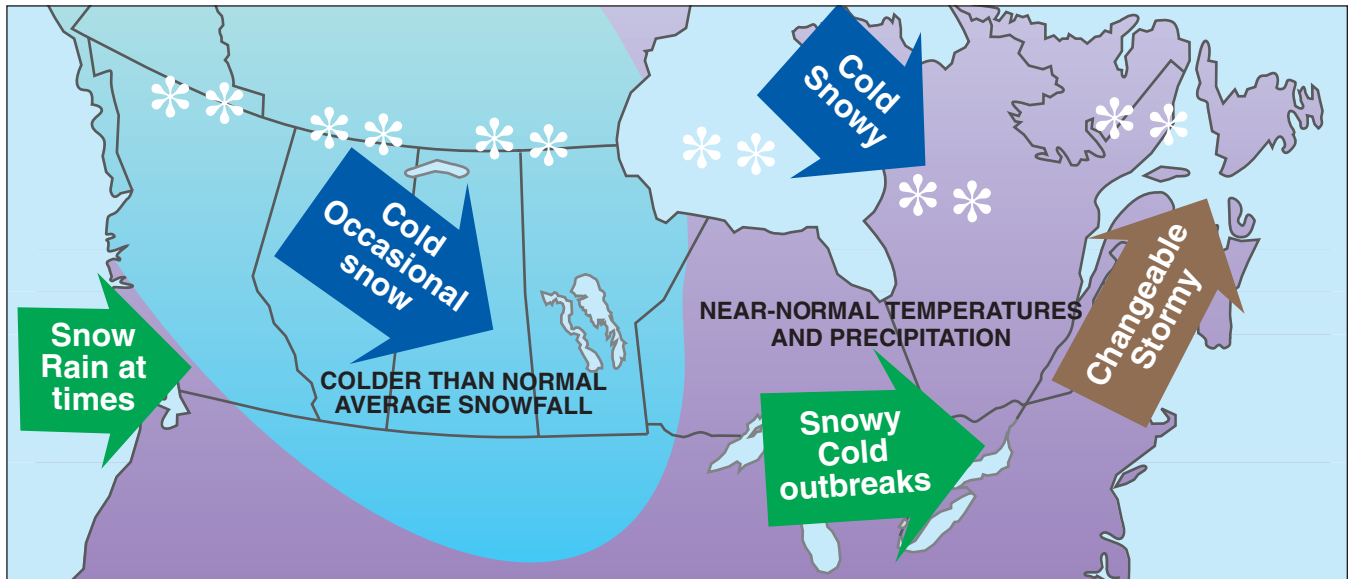 Cold
Snowy
Cold
Occasional
snow
Snow
Rain at
times
COLDER THAN NORMAL
AVERAGE SNOWFALL
NEAR-NORMAL TEMPERATURES
AND PRECIPITATION
Changeable
Stormy
Snowy
Cold
outbreaks